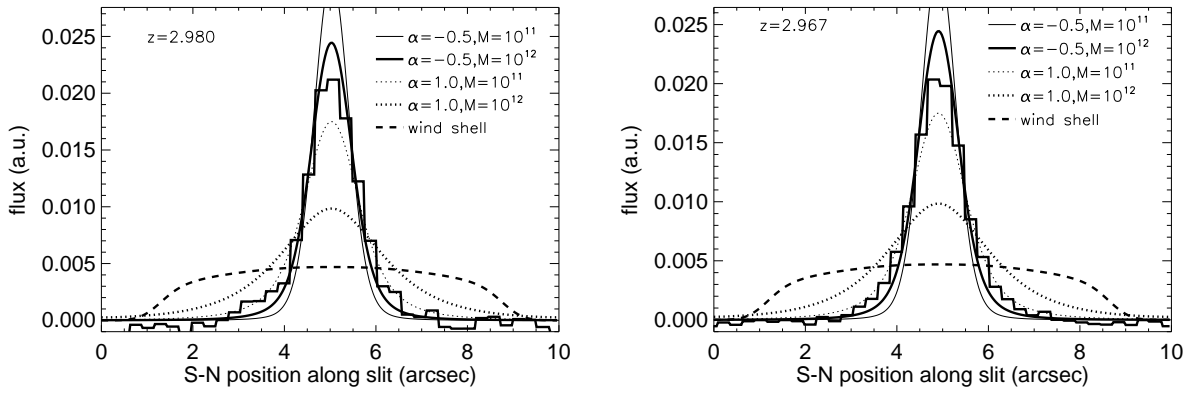 z=2.980
α=−0.5,M=10¹¹
α=−0.5,M=10¹²
α=1.0,M=10¹¹
α=1.0,M=10¹²
wind shell
flux (a.u.)
0.025
0.020
0.015
0.010
0.005
0.000
0 2 4 6 8 10
S-N position along slit (arcsec)
z=2.967
α=−0.5,M=10¹¹
α=−0.5,M=10¹²
α=1.0,M=10¹¹
α=1.0,M=10¹²
wind shell
flux (a.u.)
0.025
0.020
0.015
0.010
0.005
0.000
0 2 4 6 8 10
S-N position along slit (arcsec)